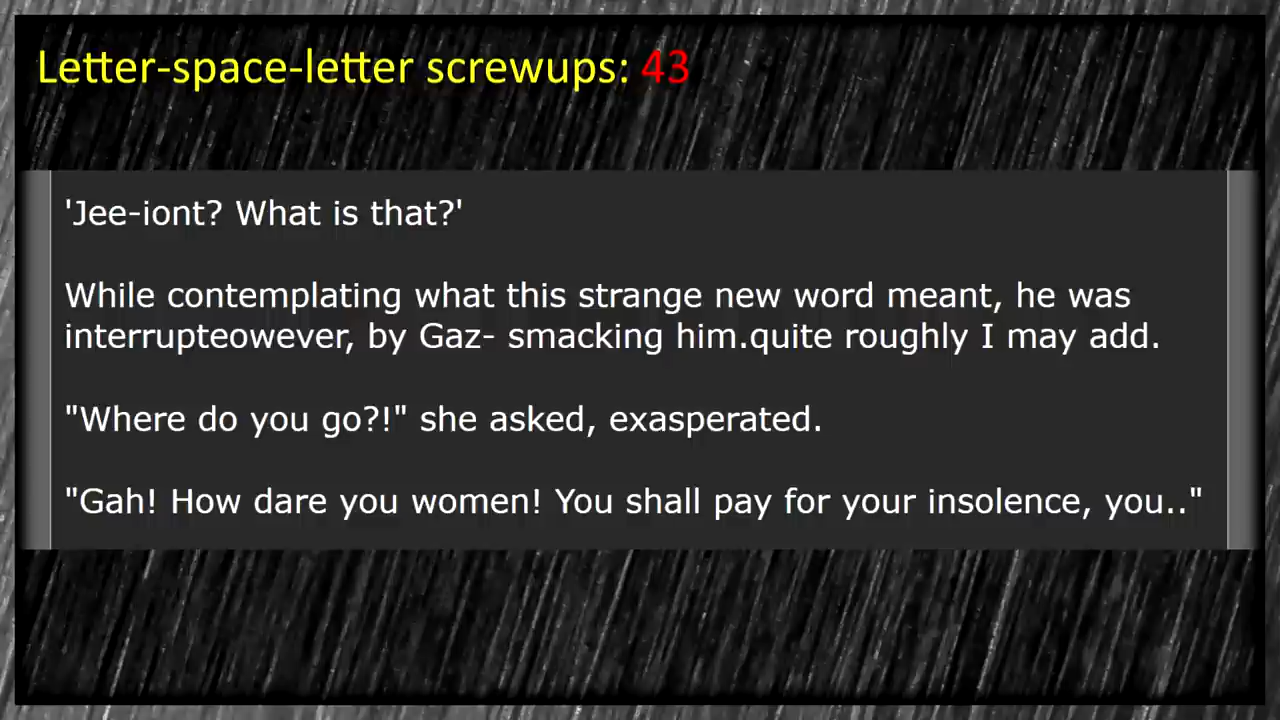 Letter-space-letter screwups: 43
'Jee-iont? What is that?'
While contemplating what this strange new word meant, he was
interrupteowever, by Gaz- smacking him.quite roughly I may add.
"Where do you go?!" she asked, exasperated.
"Gah! How dare you women! You shall pay for your insolence, you.."